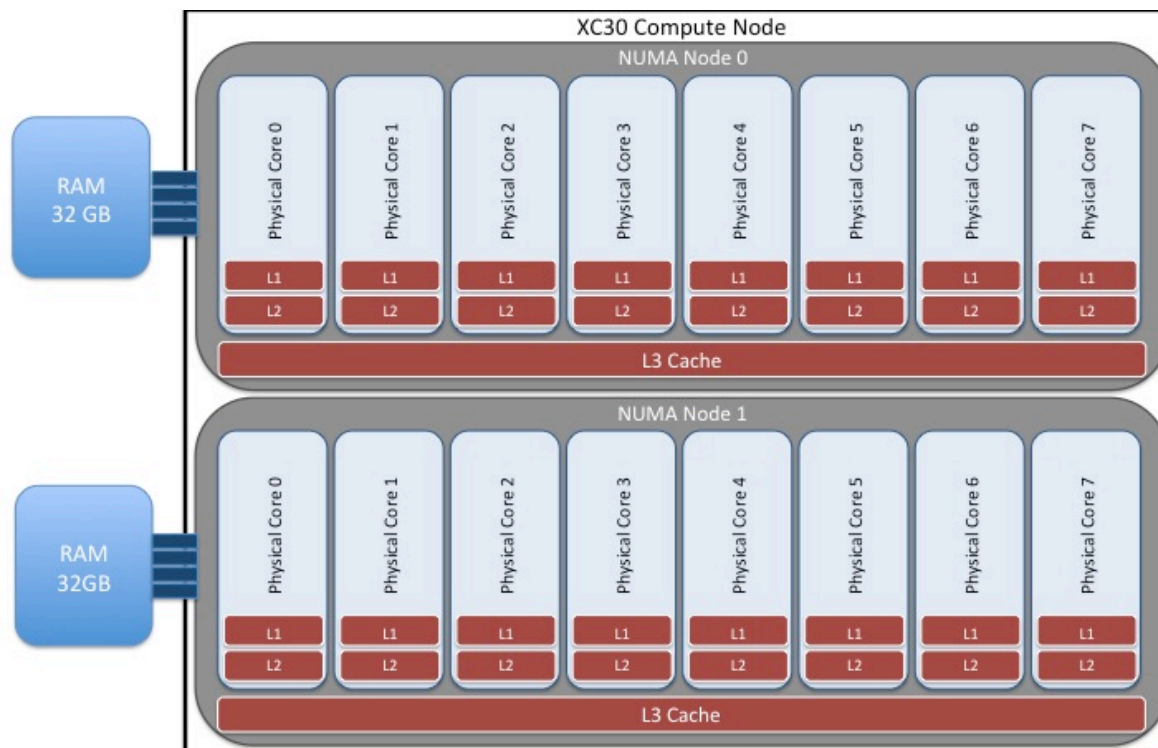 XC30 Compute Node
NUMA Node 0
RAM
32 GB
Physical Core 0
Physical Core 1
Physical Core 2
Physical Core 3
Physical Core 4
Physical Core 5
Physical Core 6
Physical Core 7
L1 L1 L1 L1 L1 L1 L1 L1
L2 L2 L2 L2 L2 L2 L2 L2
L3 Cache
NUMA Node 1
RAM
32GB
Physical Core 0
Physical Core 1
Physical Core 2
Physical Core 3
Physical Core 4
Physical Core 5
Physical Core 6
Physical Core 7
L1 L1 L1 L1 L1 L1 L1 L1
L2 L2 L2 L2 L2 L2 L2 L2
L3 Cache